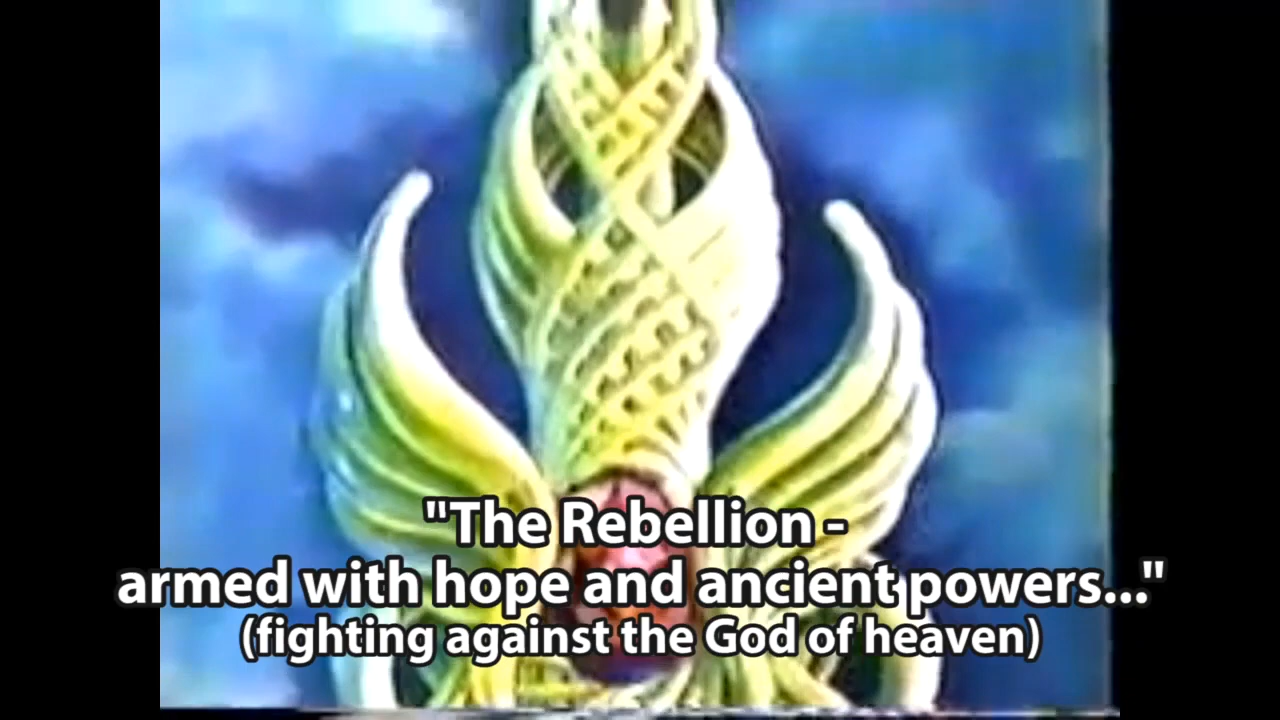 "The Rebellion -
armed with hope and ancient powers..."
(fighting against the God of heaven)